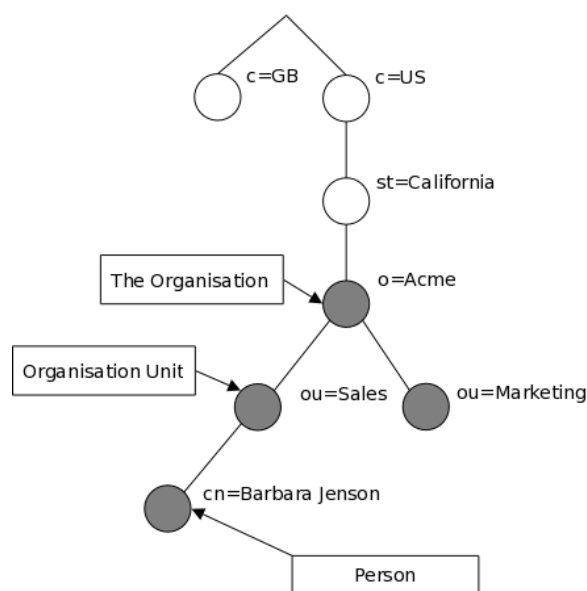 c=GB
c=US
st=California
The Organisation
o=Acme
Organisation Unit
ou=Sales
ou=Marketing
cn=Barbara Jenson
Person